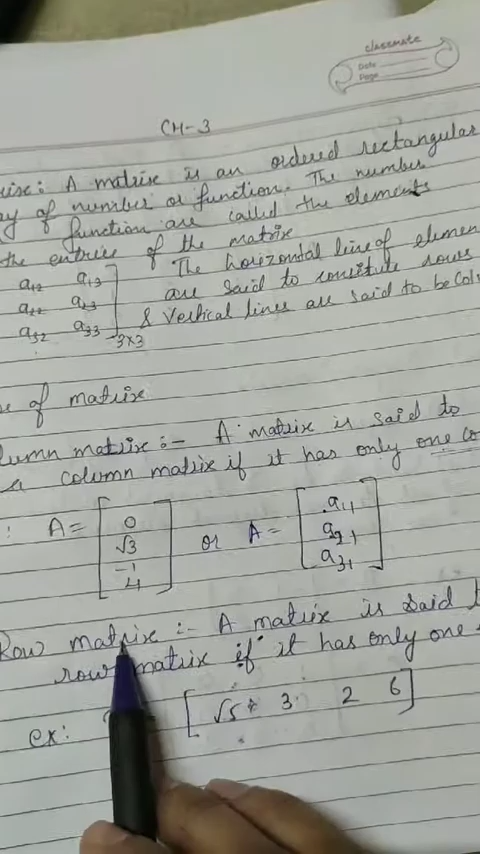 classmate
Date
Page
CH-3
A matrix is an ordered rectangular
of number or function. The number
function are called the elements
the entries of the matrix
a12 a13
a22 a23
a32 a33
3×3
The horizontal line of elemen
are said to constitute rows
& vertical lines are said to be Colu
of matrix
lumn matrix :- A matrix is said to
a column matrix if it has only one co
: A = [ 0 √3 -1 4 ] or A = [ a11 a21 a31 ]
Row matrix :- A matrix is said t
row matrix if it has only one
ex: [ √5 3 2 6 ]